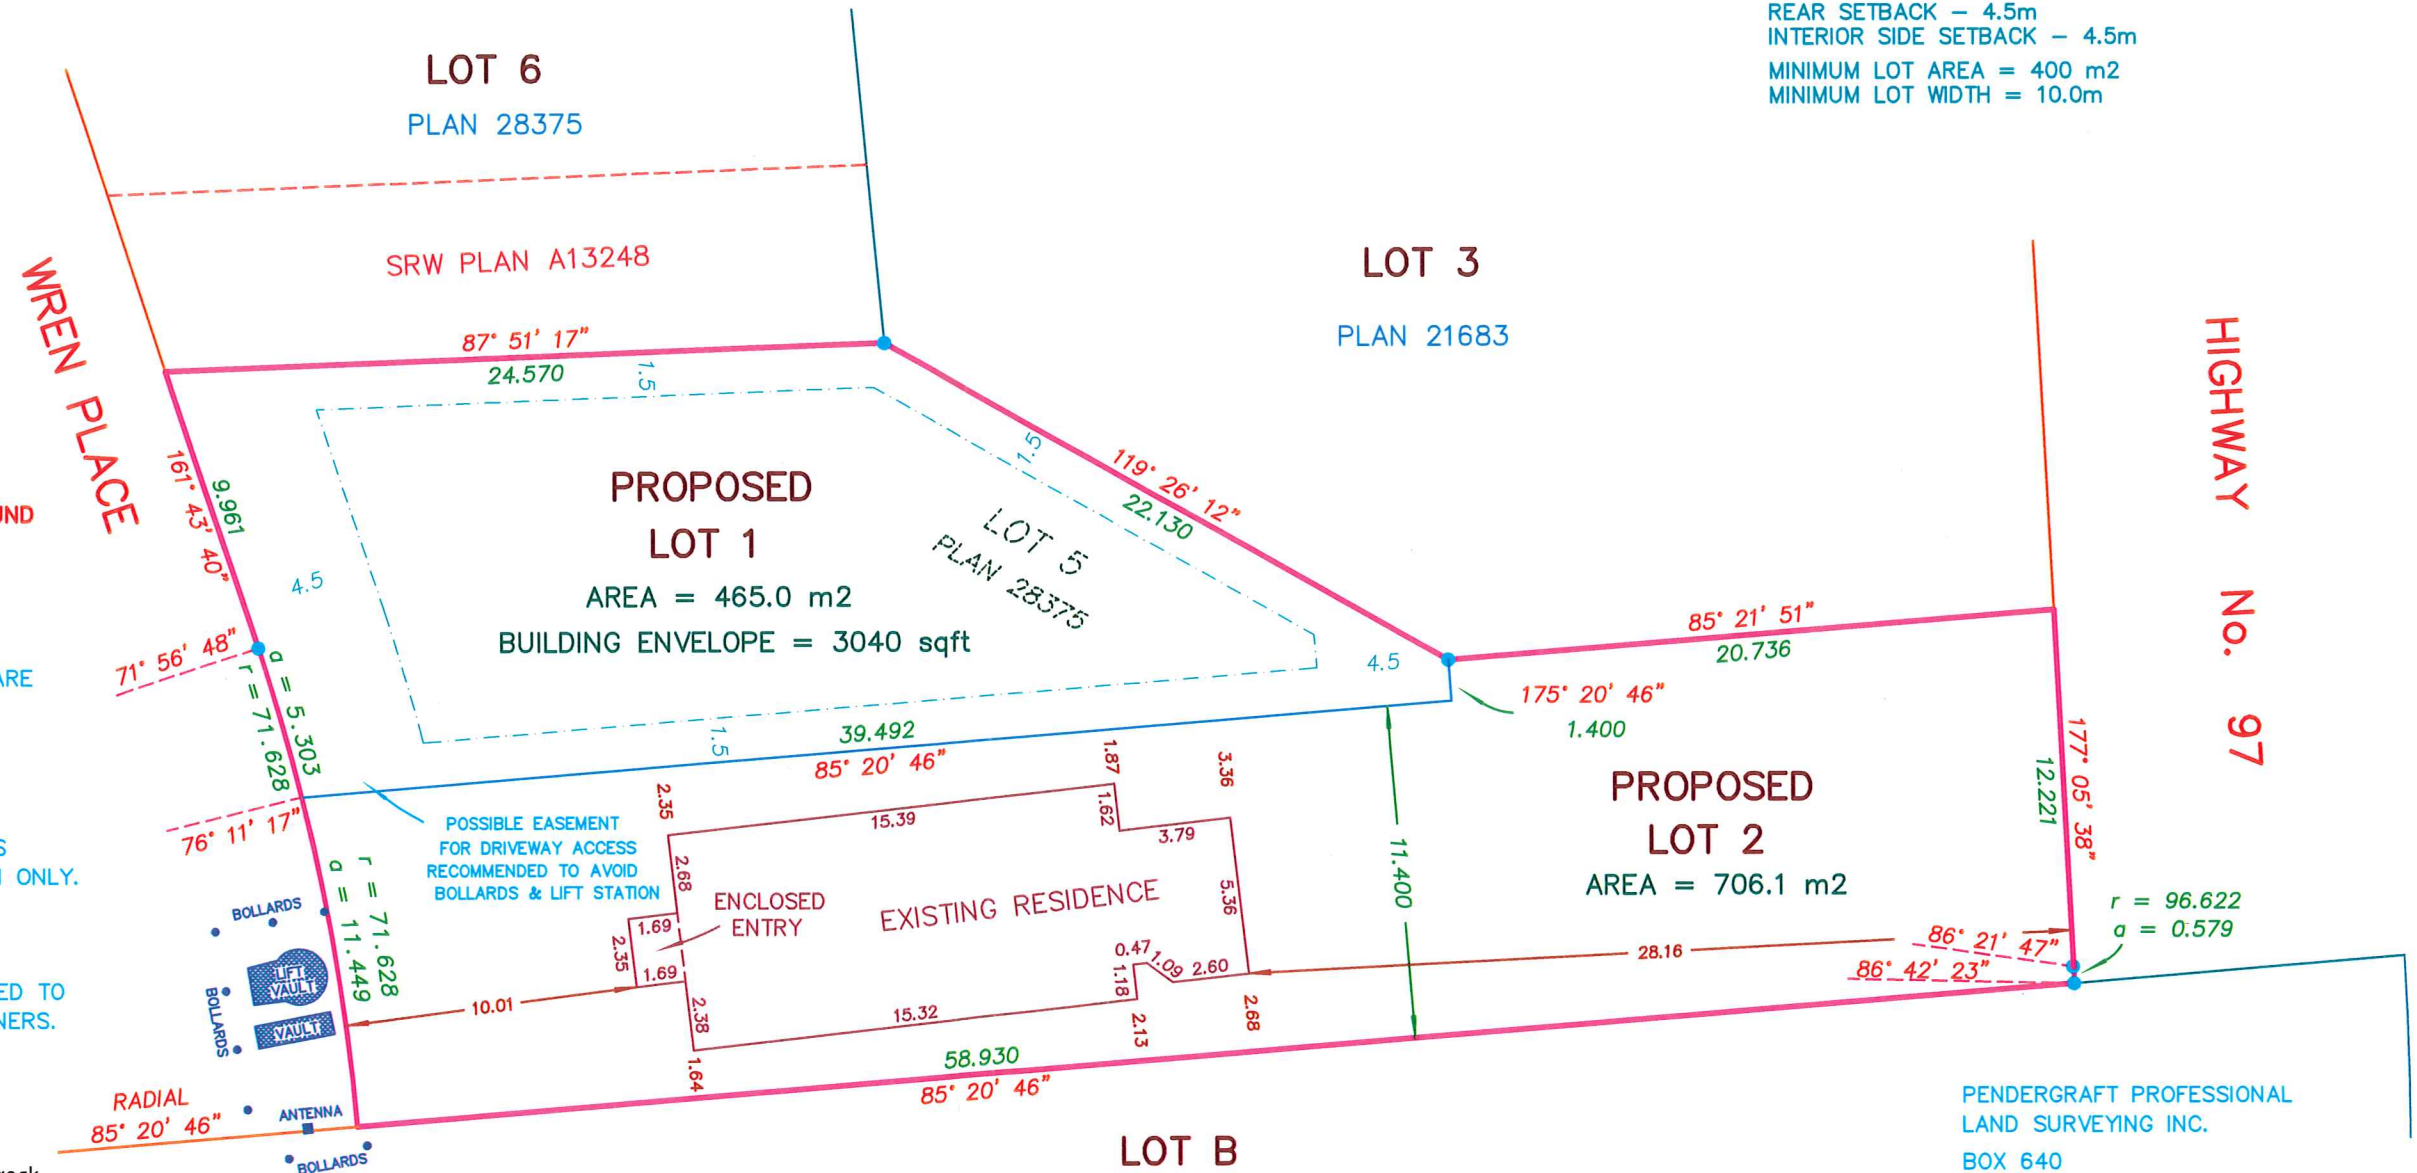 REAR SETBACK – 4.5m
INTERIOR SIDE SETBACK – 4.5m
MINIMUM LOT AREA = 400 m2
MINIMUM LOT WIDTH = 10.0m
LOT 6
PLAN 28375
SRW PLAN A13248
LOT 3
PLAN 21683
WREN PLACE
HIGHWAY No. 97
87° 51' 17"
24.570
1.5
161° 43' 40"
9.961
4.5
1.5
119° 26' 12"
22.130
PROPOSED
LOT 1
AREA = 465.0 m2
BUILDING ENVELOPE = 3040 sqft
LOT 5
PLAN 28375
UND
ARE
71° 56' 48"
a = 5.303
r = 71.628
4.5
85° 21' 51"
20.736
175° 20' 46"
1.400
1.5
39.492
85° 20' 46"
76° 11' 17"
POSSIBLE EASEMENT
FOR DRIVEWAY ACCESS
RECOMMENDED TO AVOID
BOLLARDS & LIFT STATION
S
ONLY.
2.35
15.39
1.87
1.62
3.79
3.36
2.68
ENCLOSED
ENTRY
1.69
2.35
1.69
EXISTING RESIDENCE
5.36
0.47
1.09
2.60
1.18
2.38
15.32
2.13
2.68
1.64
11.400
PROPOSED
LOT 2
AREA = 706.1 m2
177° 05' 38"
12.221
r = 96.622
a = 0.579
86° 21' 47"
86° 42' 23"
28.16
10.01
r = 71.628
a = 11.449
BOLLARDS
LIFT
VAULT
BOLLARDS
VAULT
ED TO
NERS.
58.930
85° 20' 46"
RADIAL
85° 20' 46"
ANTENNA
BOLLARDS
LOT B
PENDERGRAFT PROFESSIONAL
LAND SURVEYING INC.
BOX 640